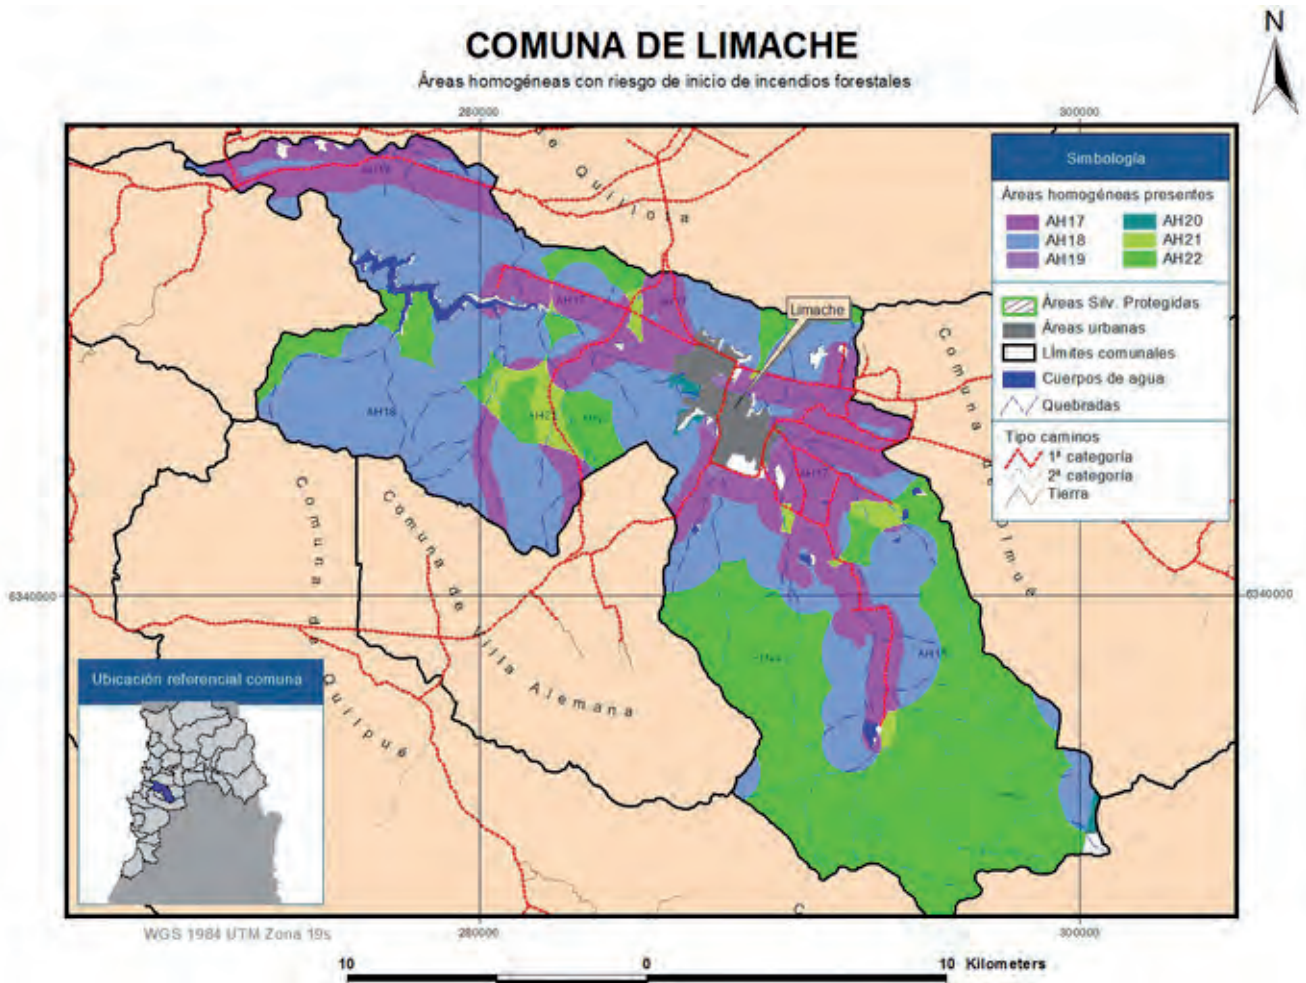 N
COMUNA DE LIMACHE
Áreas homogéneas con riesgo de inicio de incendios forestales
280000
300000
Simbología
Áreas homogéneas presentes
AH17
AH20
AH18
AH21
AH19
AH22
Áreas Silv. Protegidas
Áreas urbanas
Límites comunales
Cuerpos de agua
Quebradas
Tipo caminos
1ª categoría
2ª categoría
Tierra
Quillota
Limache
AH18
AH17
Comuna de
Comuna de Quilpué
Comuna de Villa Alemana
6340000
6340000
AH18
Ubicación referencial comuna
C
WGS 1984 UTM Zona 19s
280000
300000
10
0
10 Kilometers